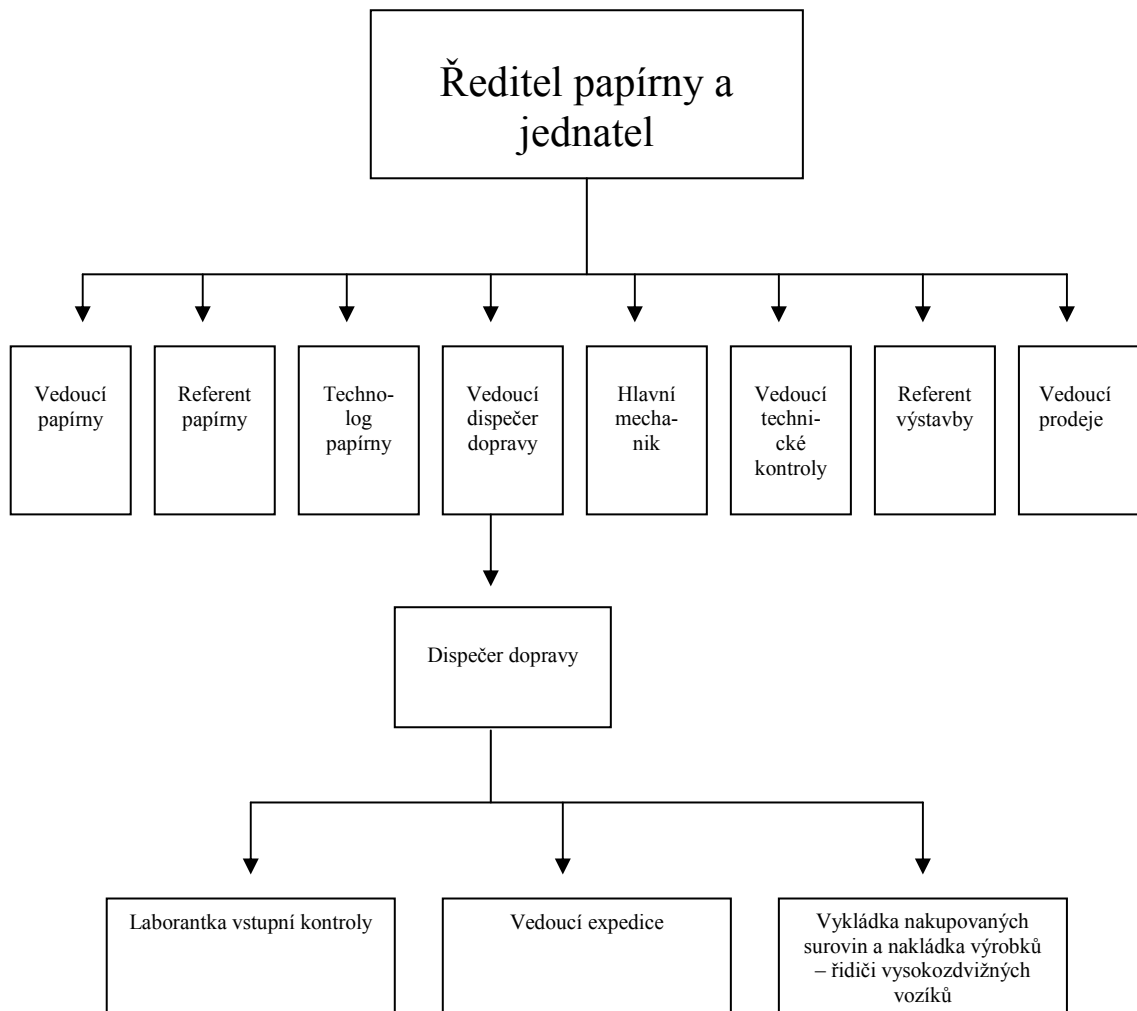 Ředitel papírny a
jednatel
Vedoucí
papírny
Referent
papírny
Techno-
log
papírny
Vedoucí
dispečer
dopravy
Hlavní
mecha-
nik
Vedoucí
techni-
cké
kontroly
Referent
výstavby
Vedoucí
prodeje
Dispečer dopravy
Laborantka vstupní kontroly
Vedoucí expedice
Vykládka nakupovaných
surovin a nakládka výrobků
– řidiči vysokozdvižných
vozíků